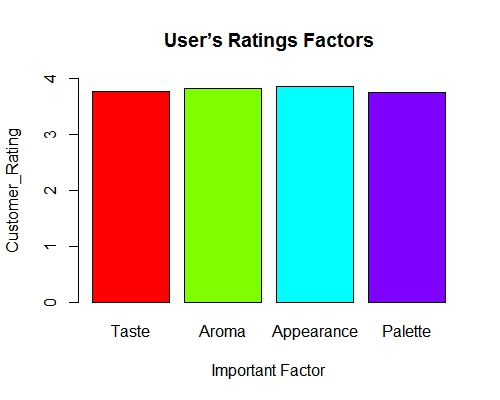 User’s Ratings Factors
Customer_Rating
4
3
2
1
0
Taste Aroma Appearance Palette
Important Factor